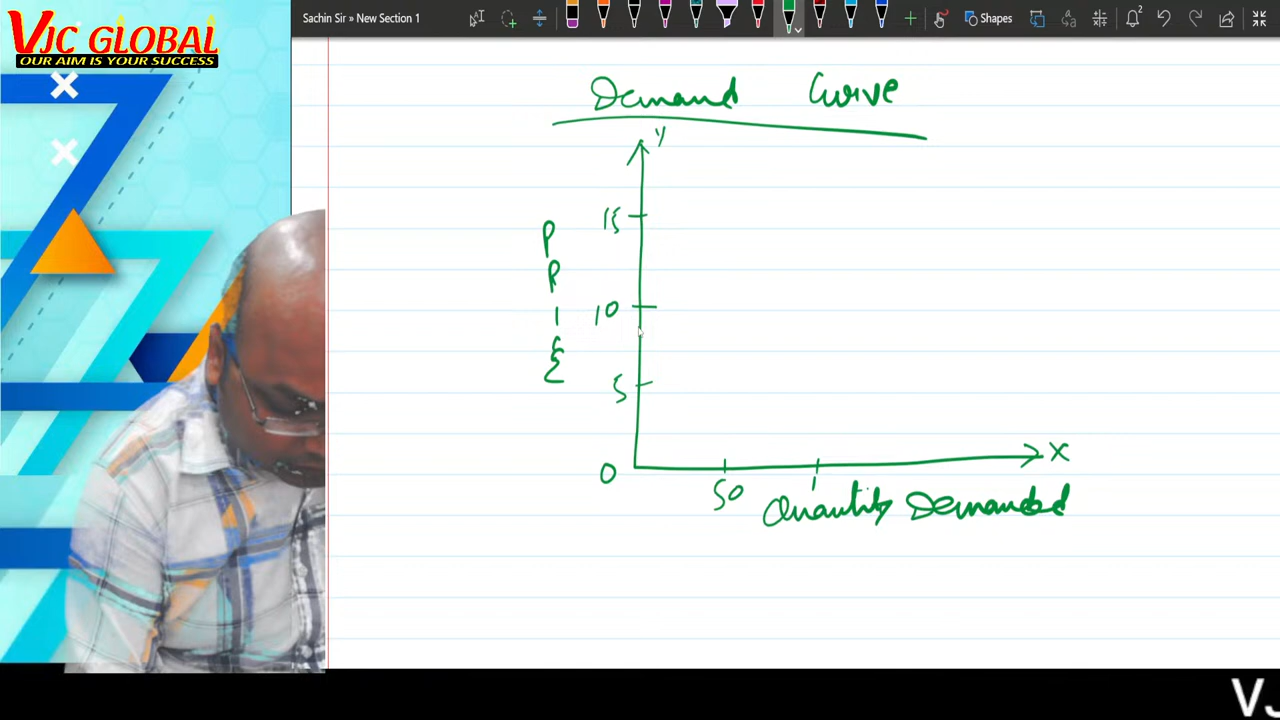 VJC GLOBAL
OUR AIM IS YOUR SUCCESS
Sachin Sir » New Section 1
Shapes
Demand Curve
Y
15
10
5
P
R
I
C
E
0
50
1
X
Quantity Demanded
VJ